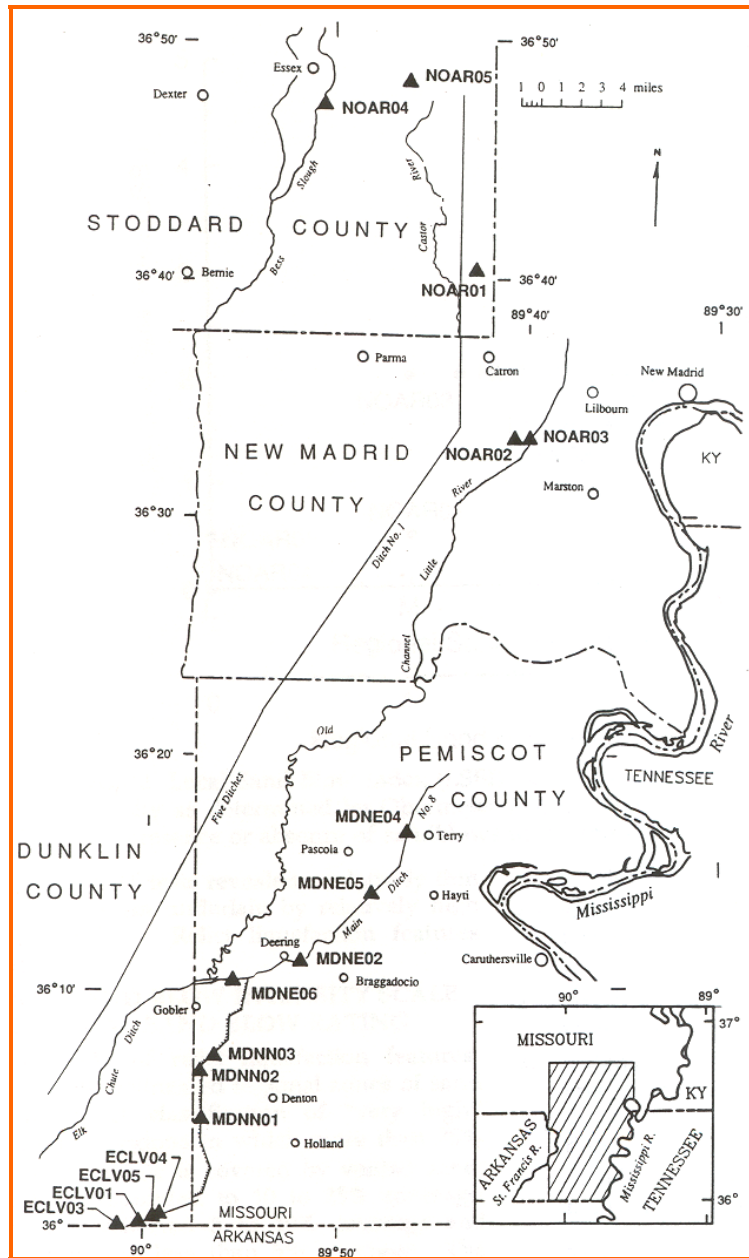 36° 50'
36° 50'
Essex
NOAR05
Dexter
NOAR04
1 0 1 2 3 4 miles
N
Slough
River
STODDARD COUNTY
Castor
Bess
36° 40'
Bernie
36° 40'
NOAR01
89° 40'
89° 30'
Parma
Catron
New Madrid
Lilbourn
NOAR03
NOAR02
KY
NEW MADRID
COUNTY
River
Marston
36° 30'
Ditch No. 1
Little
Channel
Old
River
36° 20'
PEMISCOT
COUNTY
TENNESSEE
Five Ditches
No. 8
MDNE04
Terry
Pascola
DUNKLIN
COUNTY
Ditch
MDNE05
Hayti
Mississippi
Main
Deering
MDNE02
Caruthersville
Braggadocio
36° 10'
MDNE06
Gobler
Ditch
Chute
Elk
MDNN03
MDNN02
Denton
MDNN01
Holland
ECLV04
ECLV05
ECLV01
ECLV03
36°
MISSOURI
ARKANSAS
90°
89° 50'
90°
89°
37°
MISSOURI
KY
ARKANSAS
St. Francis R.
Mississippi R.
TENNESSEE
36°